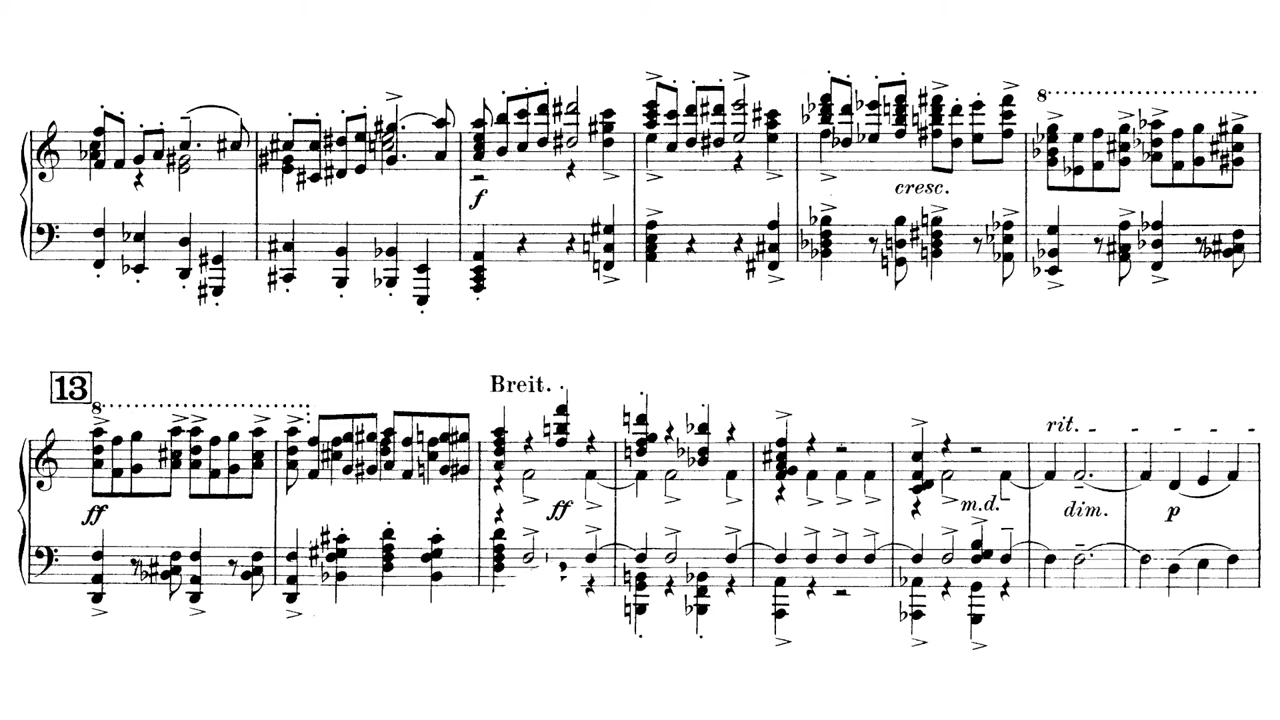 f
cresc.
8
13
8
ff
Breit.
ff
m.d.
rit.
dim.
p